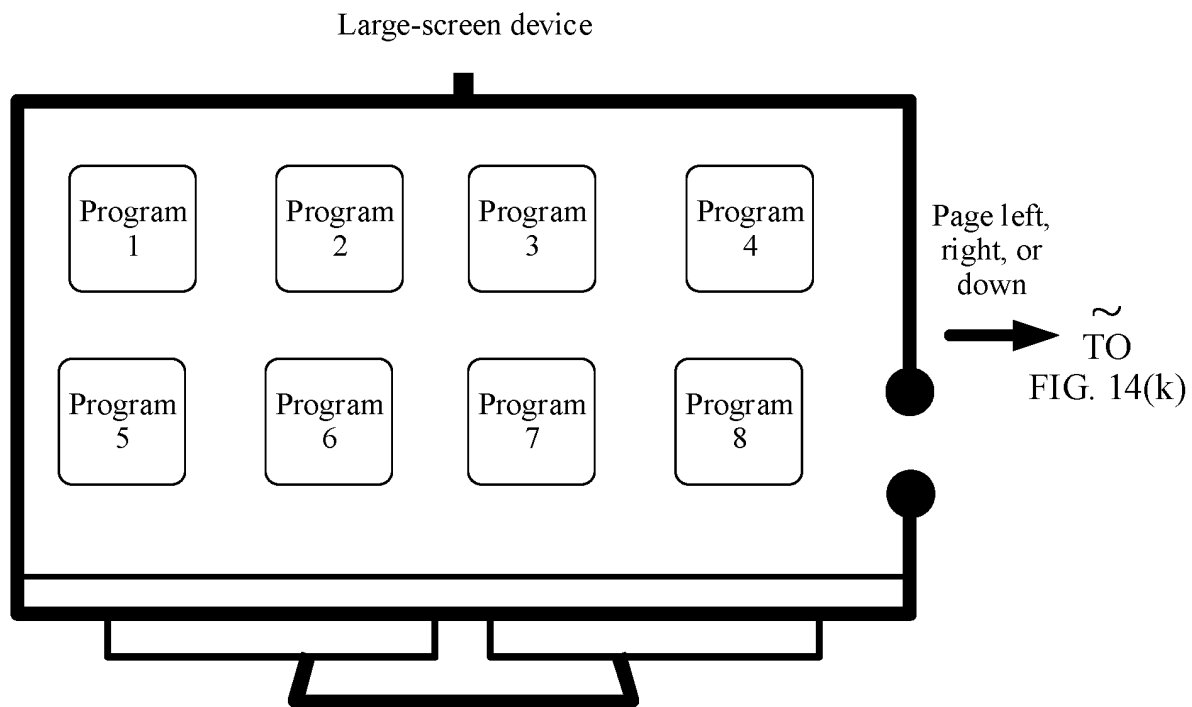 Large-screen device
Program
1
Program
2
Program
3
Program
4
Program
5
Program
6
Program
7
Program
8
Page left,
right, or
down
~
TO
FIG. 14(k)